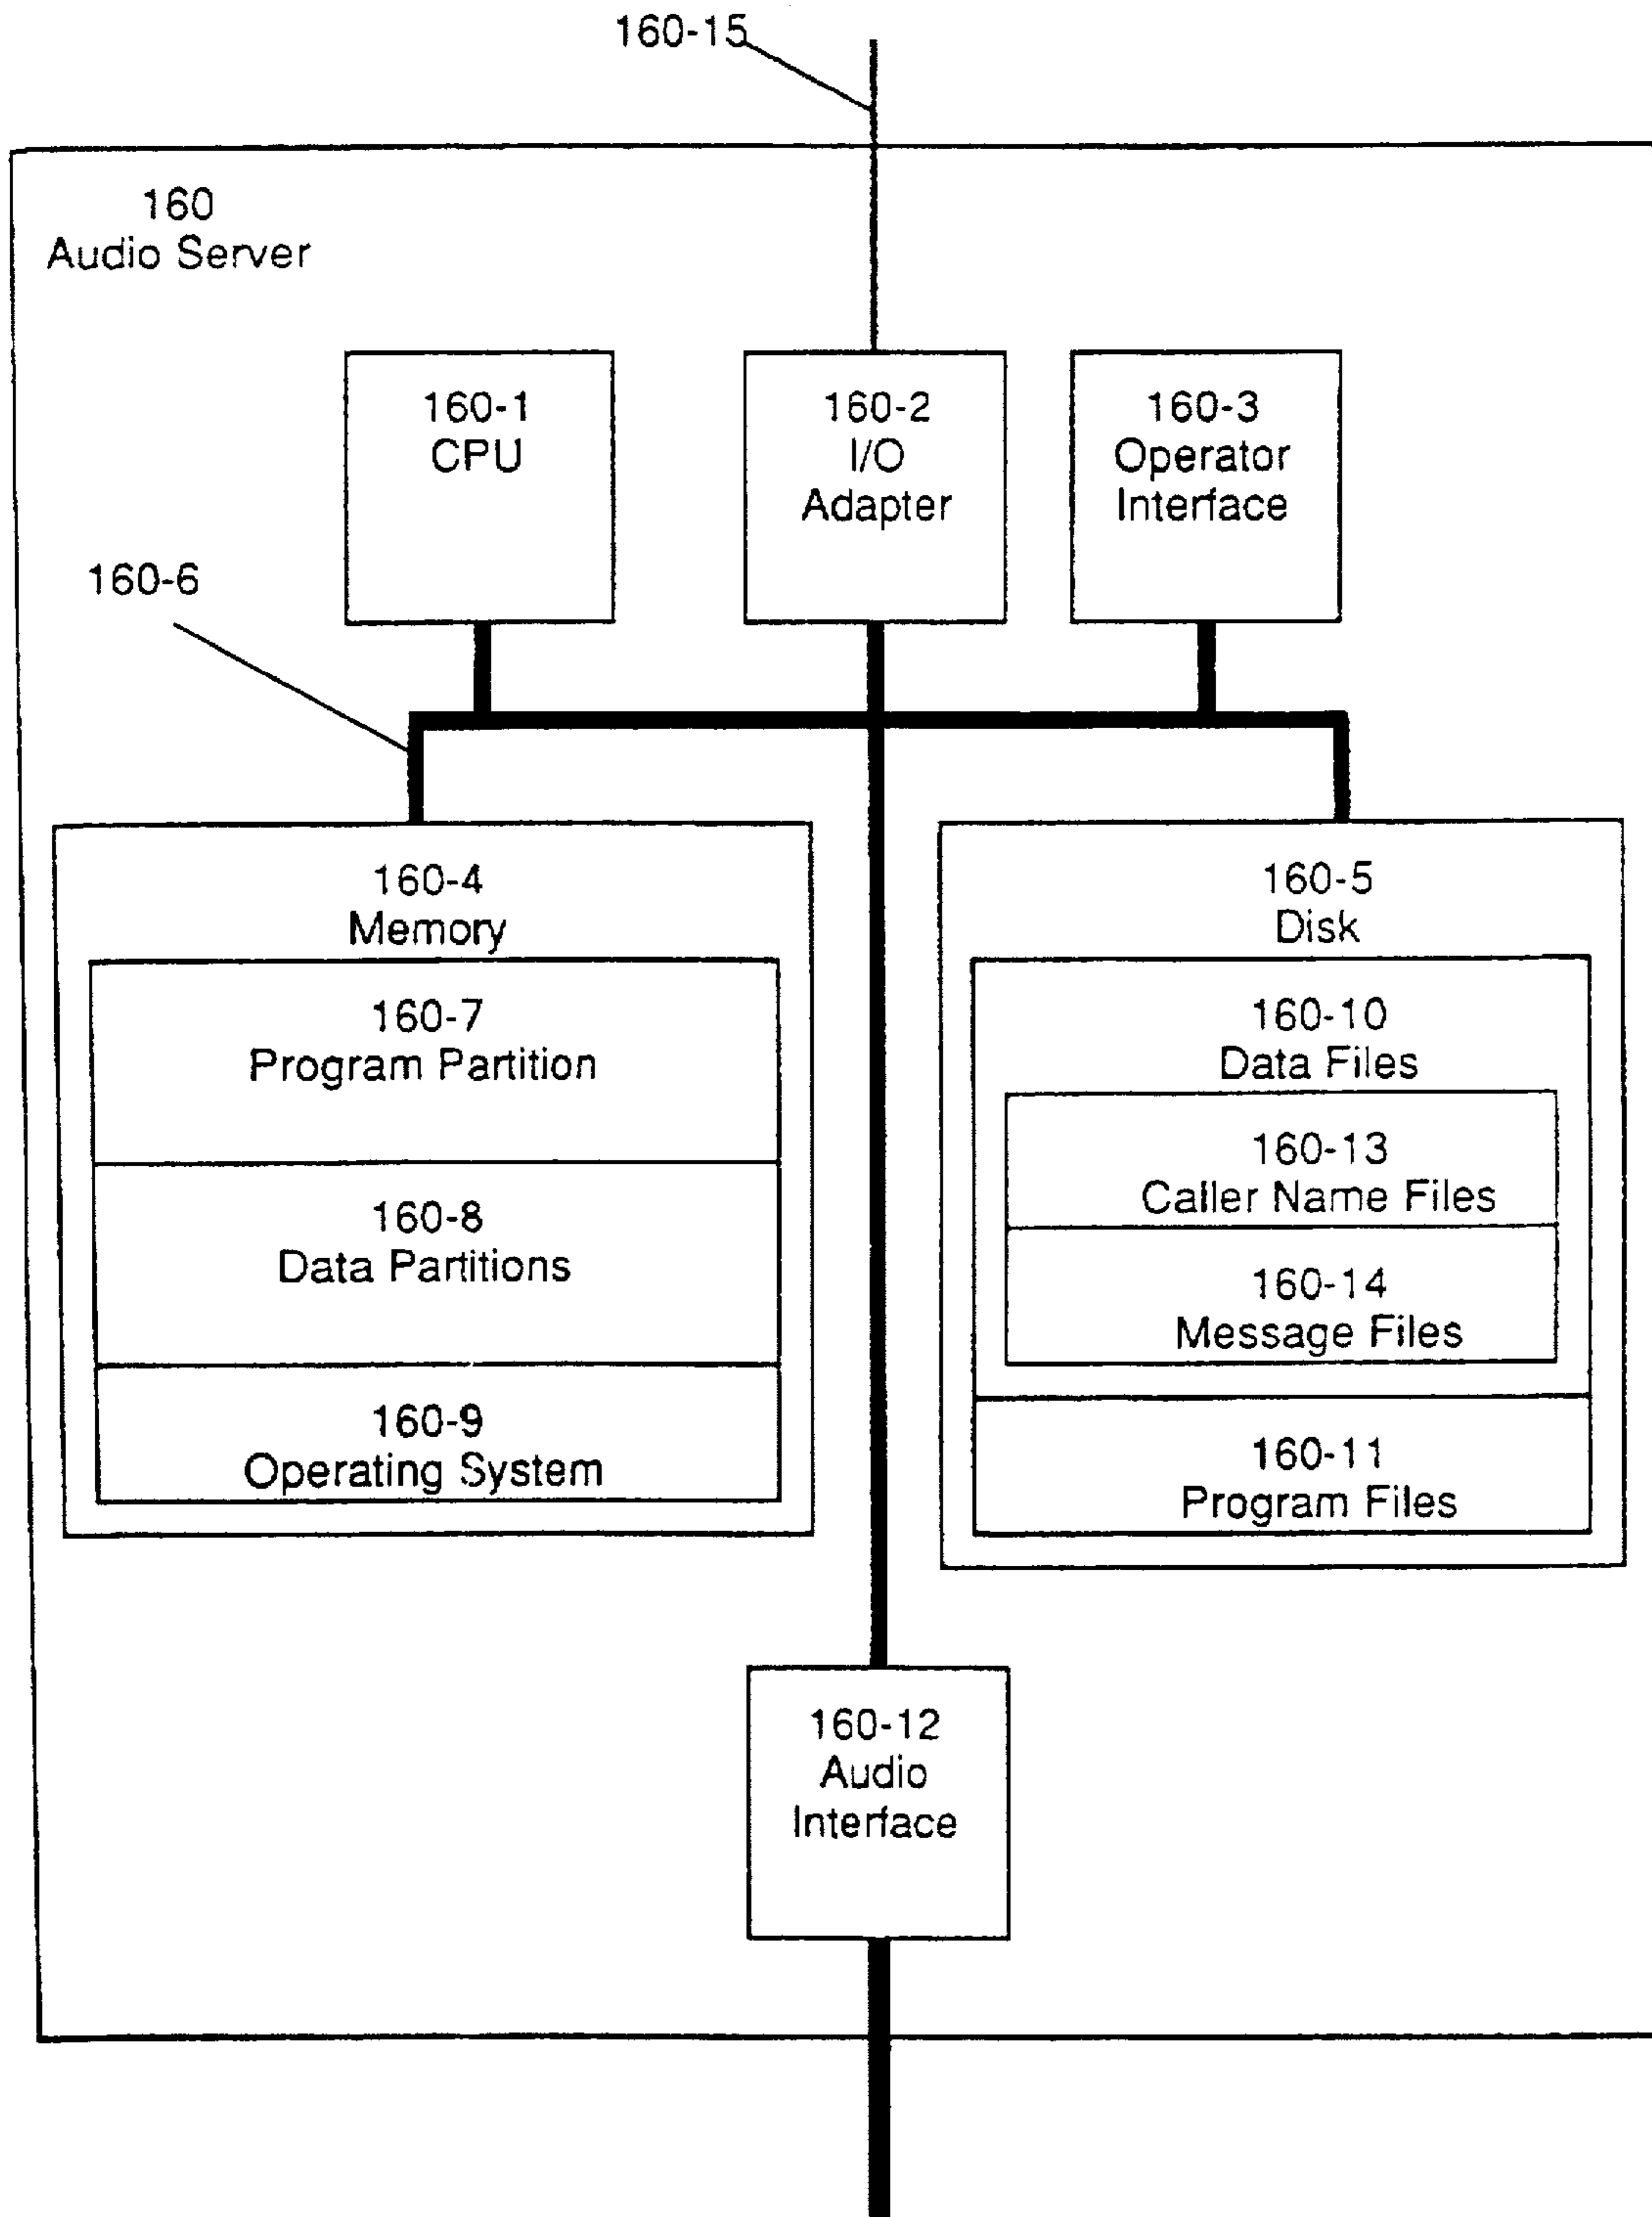 160-15
160
Audio Server
160-1
CPU
160-2
I/O
Adapter
160-3
Operator
Interface
160-6
160-4
Memory
160-7
Program Partition
160-8
Data Partitions
160-9
Operating System
160-5
Disk
160-10
Data Files
160-13
Caller Name Files
160-14
Message Files
160-11
Program Files
160-12
Audio
Interface